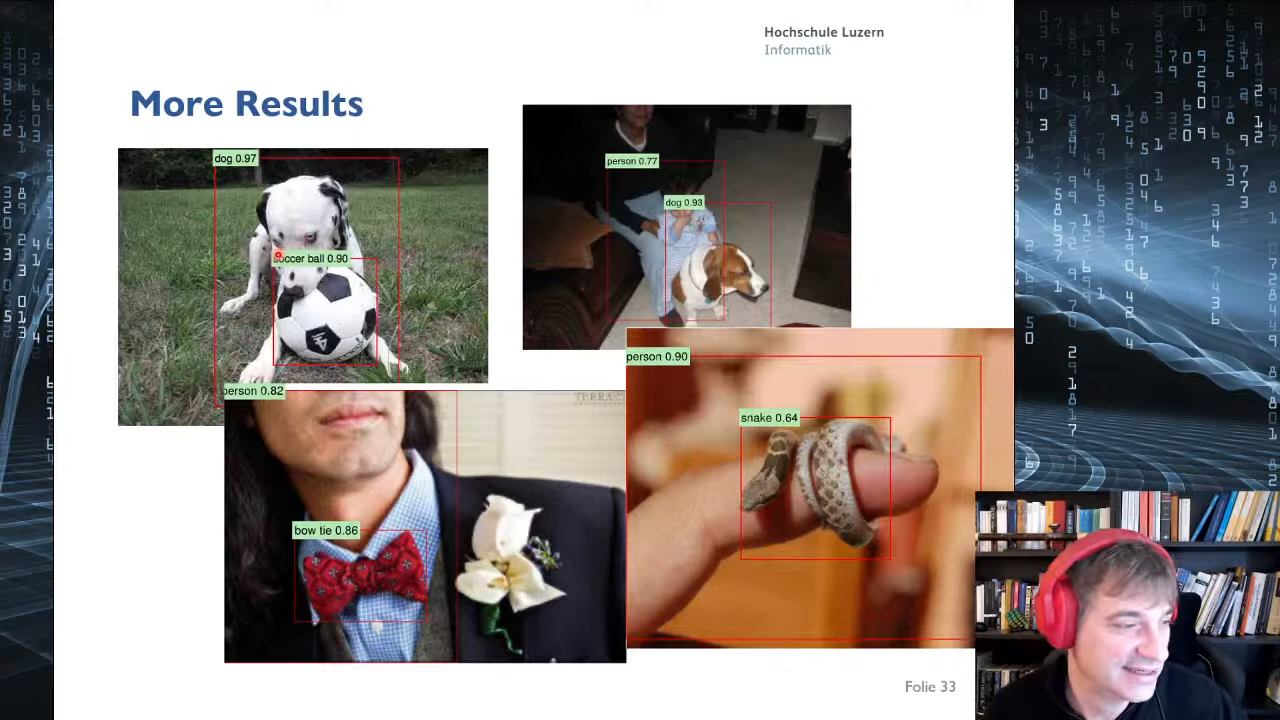 Hochschule Luzern
Informatik
More Results
dog 0.97
soccer ball 0.90
person 0.77
dog 0.93
person 0.82
bow tie 0.86
person 0.90
snake 0.64
Folie 33